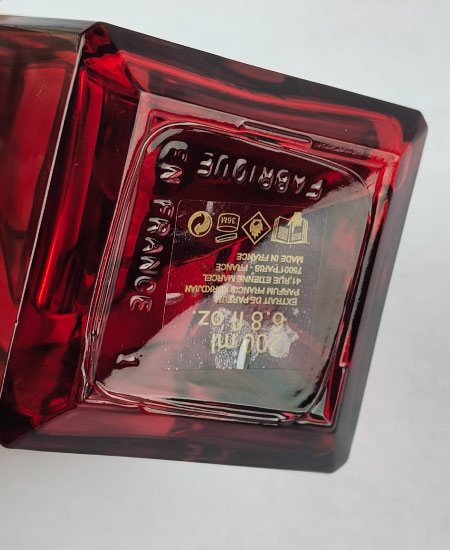 FABRIQUÉ
EN FRANCE
200 ml
6.8 fl.oz.
EXTRAIT DE PARFUM
PARFUM FRANCIS KURKDJIAN
41, RUE ETIENNE MARCEL
75001 PARIS - FRANCE
MADE IN FRANCE
36M